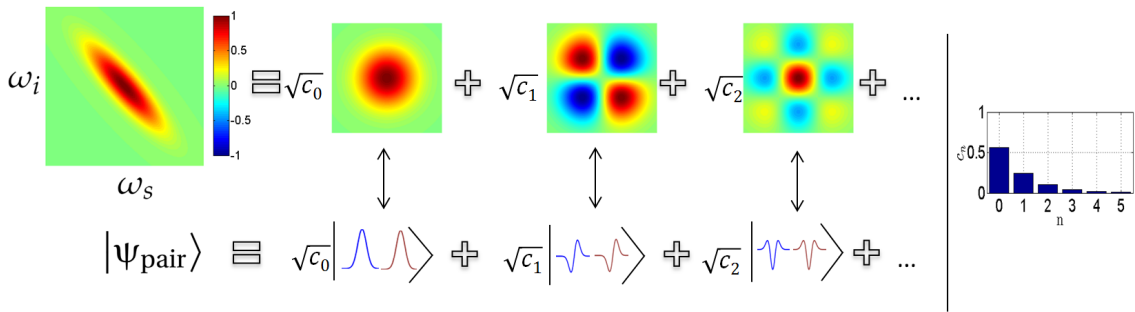 ω_i
ω_s
1
0.5
0
-0.5
-1
=
√c_0
+
√c_1
+
√c_2
+ ...
|Ψ_pair⟩ = √c_0 | ⟩ + √c_1 | ⟩ + √c_2 | ⟩ + ...
c_n
1
0.5
0
0 1 2 3 4 5
n